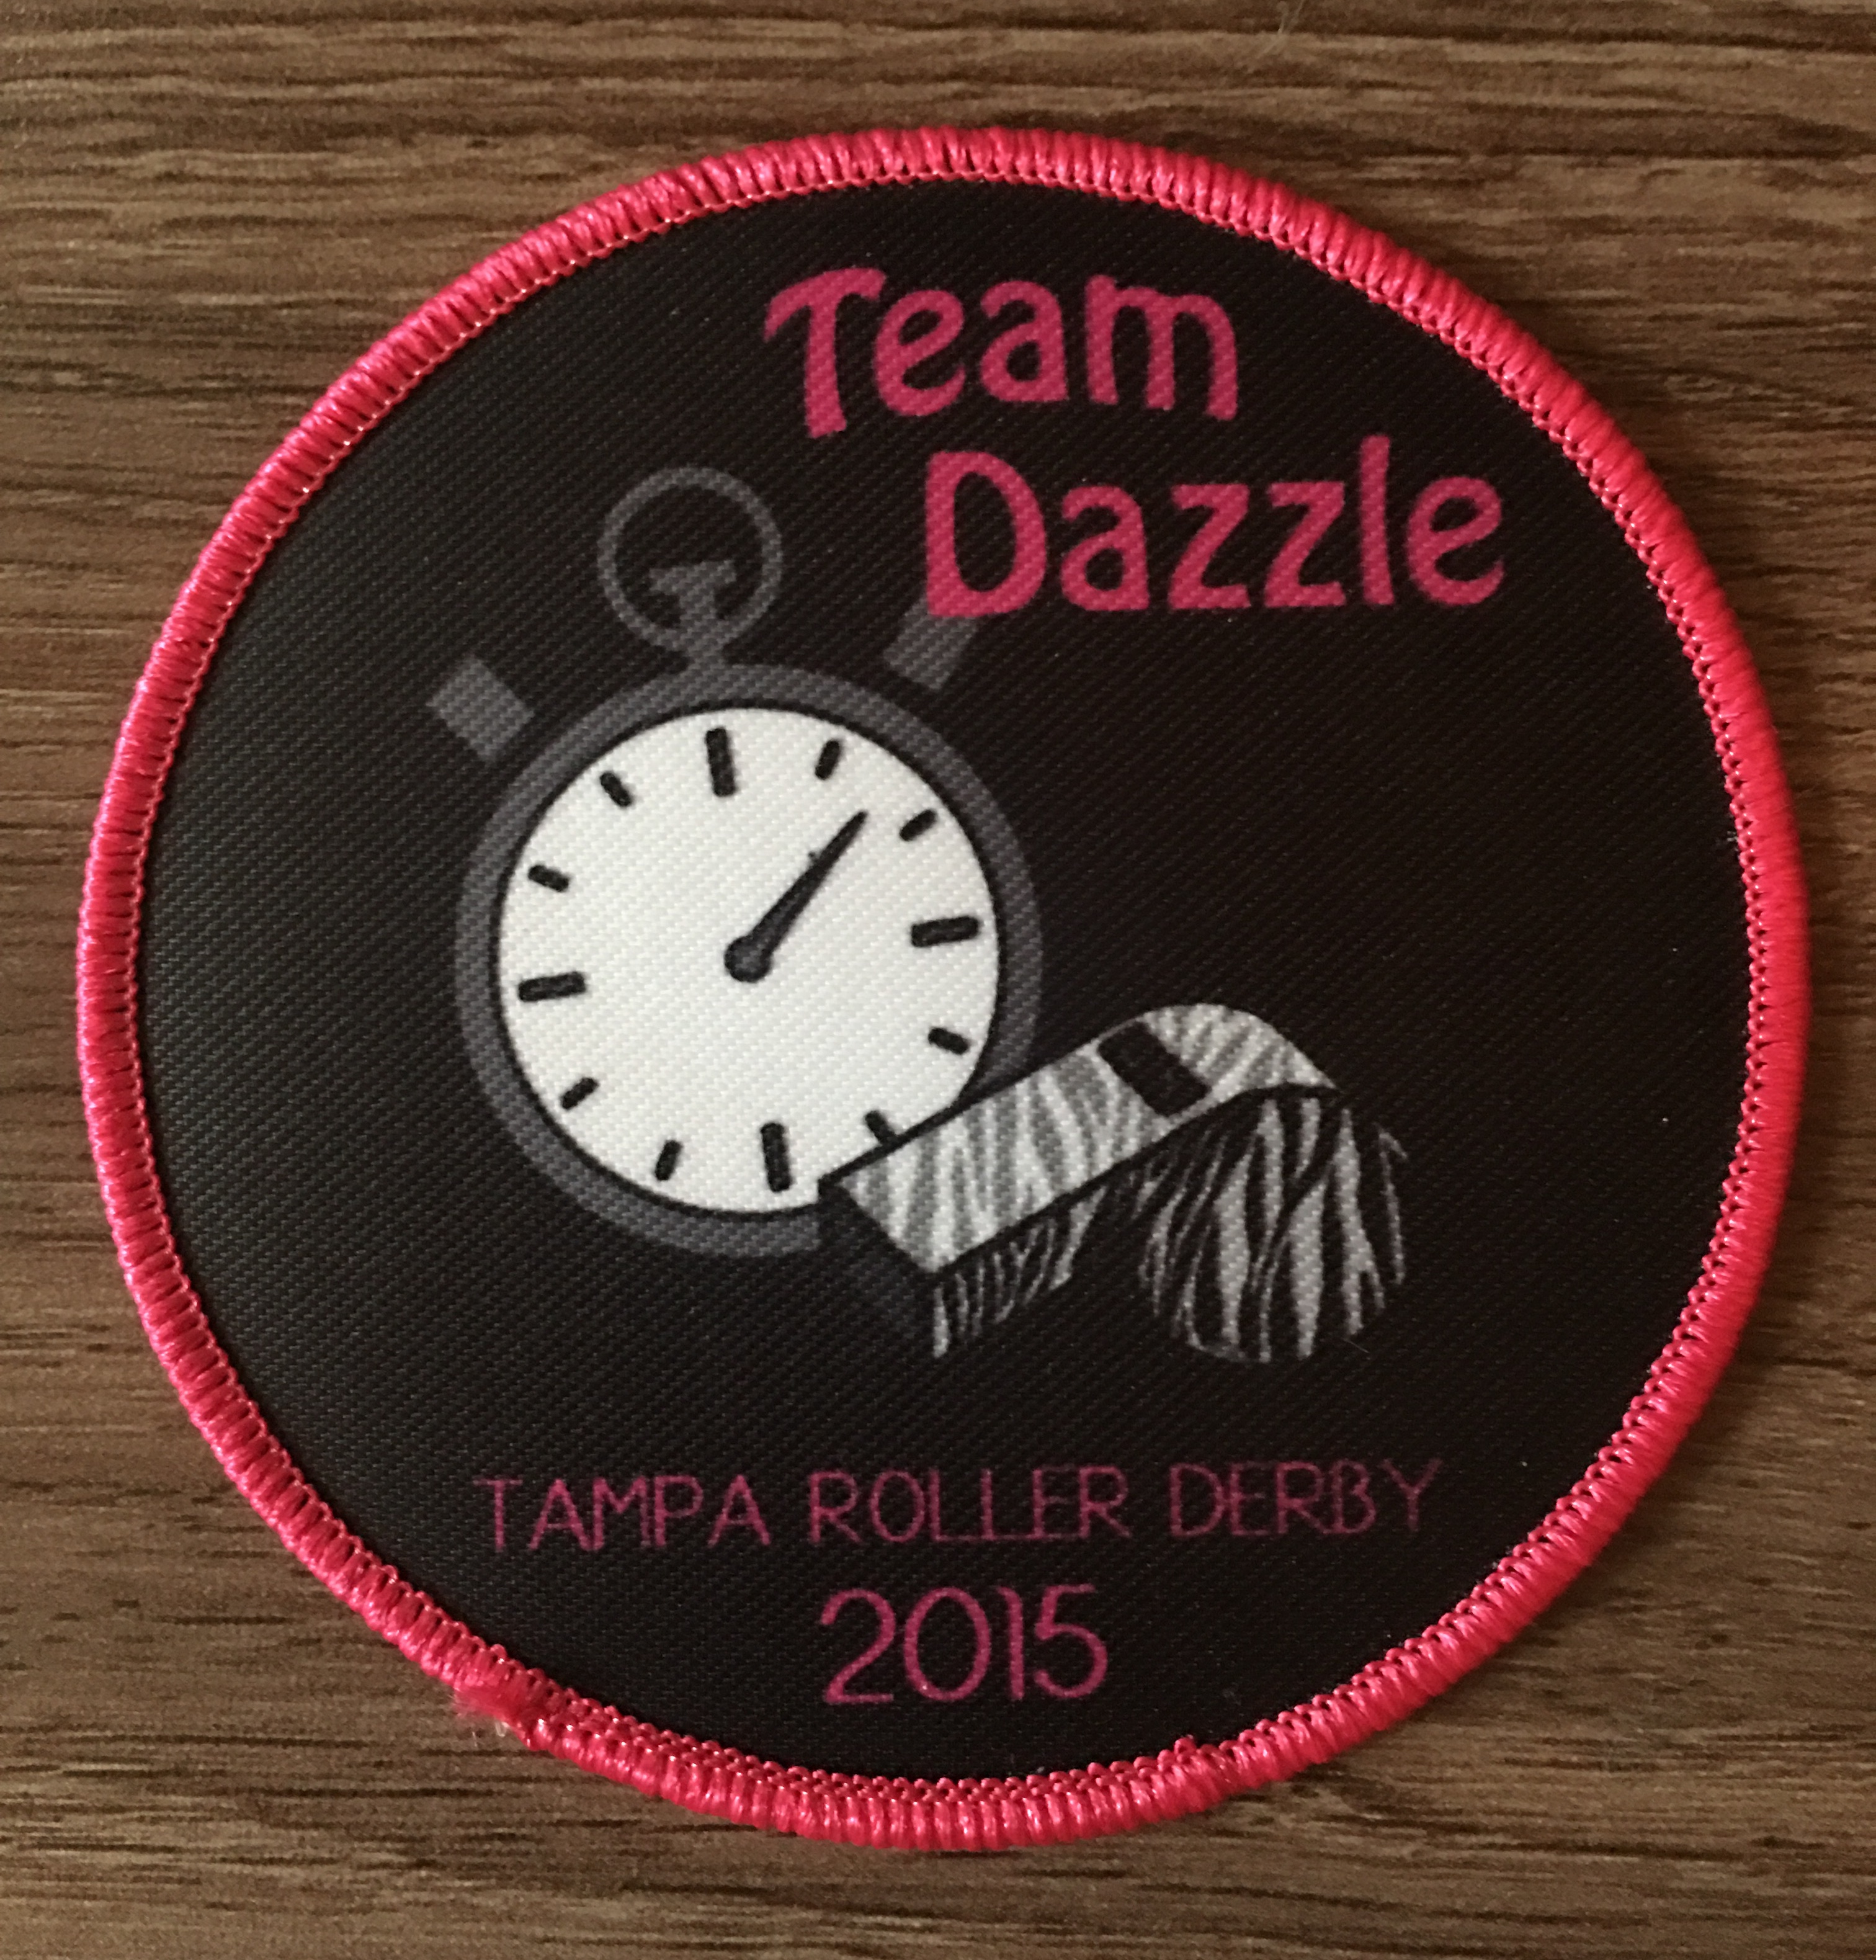 Team
Dazzle
TAMPA ROLLER DERBY
2015